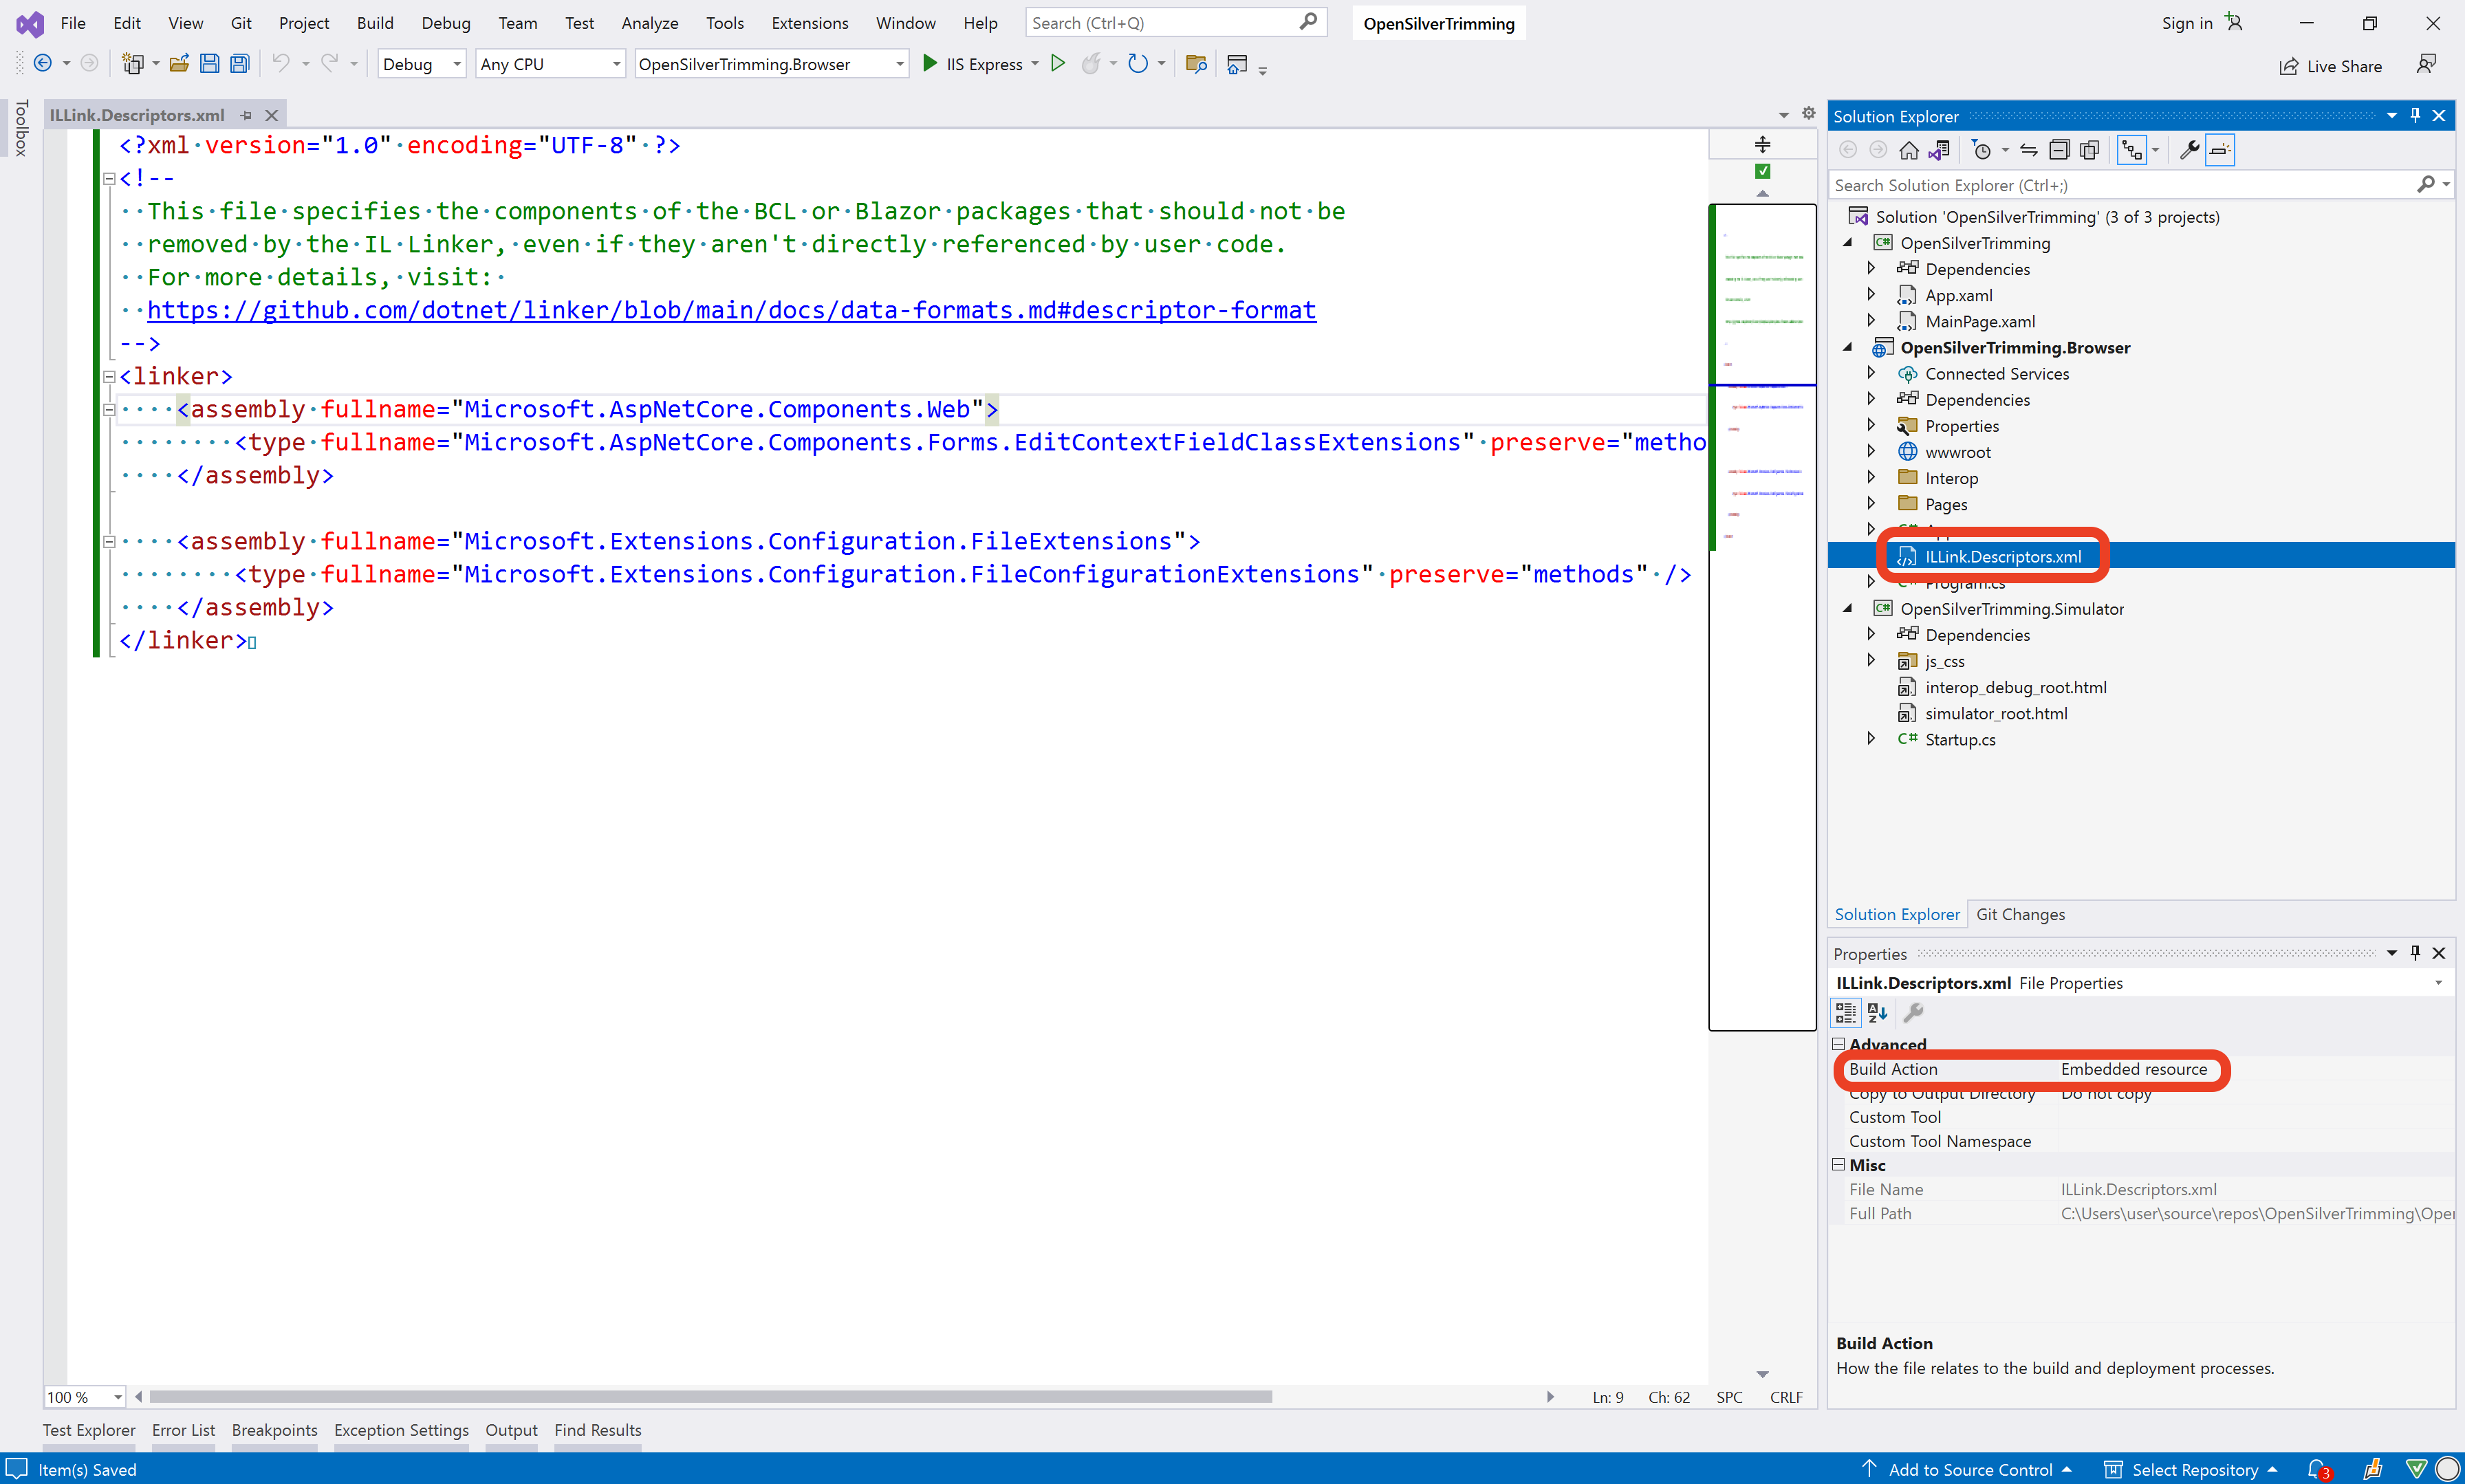 File Edit View Git Project Build Debug Team Test Analyze Tools Extensions Window Help Search (Ctrl+Q) OpenSilverTrimming Sign in
Debug Any CPU OpenSilverTrimming.Browser IIS Express Live Share
Toolbox
ILLink.Descriptors.xml
<?xml version="1.0" encoding="UTF-8" ?>
<!--
This file specifies the components of the BCL or Blazor packages that should not be
removed by the IL Linker, even if they aren't directly referenced by user code.
For more details, visit:
https://github.com/dotnet/linker/blob/main/docs/data-formats.md#descriptor-format
-->
<linker>
<assembly fullname="Microsoft.AspNetCore.Components.Web">
<type fullname="Microsoft.AspNetCore.Components.Forms.EditContextFieldClassExtensions" preserve="metho
</assembly>
<assembly fullname="Microsoft.Extensions.Configuration.FileExtensions">
<type fullname="Microsoft.Extensions.Configuration.FileConfigurationExtensions" preserve="methods" />
</assembly>
</linker>
100 % Ln: 9 Ch: 62 SPC CRLF
Solution Explorer
Search Solution Explorer (Ctrl+;)
Solution 'OpenSilverTrimming' (3 of 3 projects)
C# OpenSilverTrimming
Dependencies
App.xaml
MainPage.xaml
OpenSilverTrimming.Browser
Connected Services
Dependencies
Properties
wwwroot
Interop
Pages
ILLink.Descriptors.xml
Program.cs
C# OpenSilverTrimming.Simulator
Dependencies
js_css
interop_debug_root.html
simulator_root.html
C# Startup.cs
Solution Explorer Git Changes
Properties
ILLink.Descriptors.xml File Properties
Advanced
Build Action Embedded resource
Copy to Output Directory Do not copy
Custom Tool
Custom Tool Namespace
Misc
File Name ILLink.Descriptors.xml
Full Path C:\Users\user\source\repos\OpenSilverTrimming\Oper
Build Action
How the file relates to the build and deployment processes.
Test Explorer Error List Breakpoints Exception Settings Output Find Results
Item(s) Saved Add to Source Control Select Repository 3